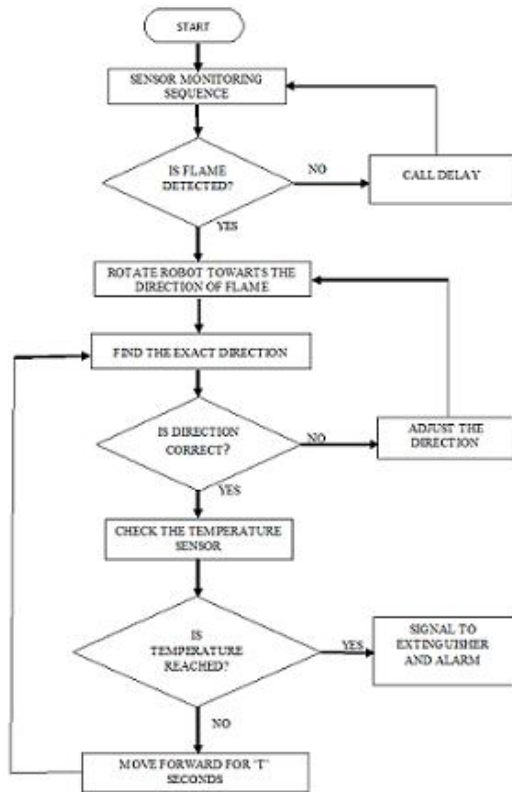 START
SENSOR MONITORING
SEQUENCE
IS FLAME
DETECTED?
NO
CALL DELAY
YES
ROTATE ROBOT TOWARTS THE
DIRECTION OF FLAME
FIND THE EXACT DIRECTION
IS DIRECTION
CORRECT?
NO
ADJUST THE
DIRECTION
YES
CHECK THE TEMPERATURE
SENSOR
IS
TEMPERATURE
REACHED?
YES
SIGNAL TO
EXTINGUISHER
AND ALARM
NO
MOVE FORWARD FOR 'T'
SECONDS